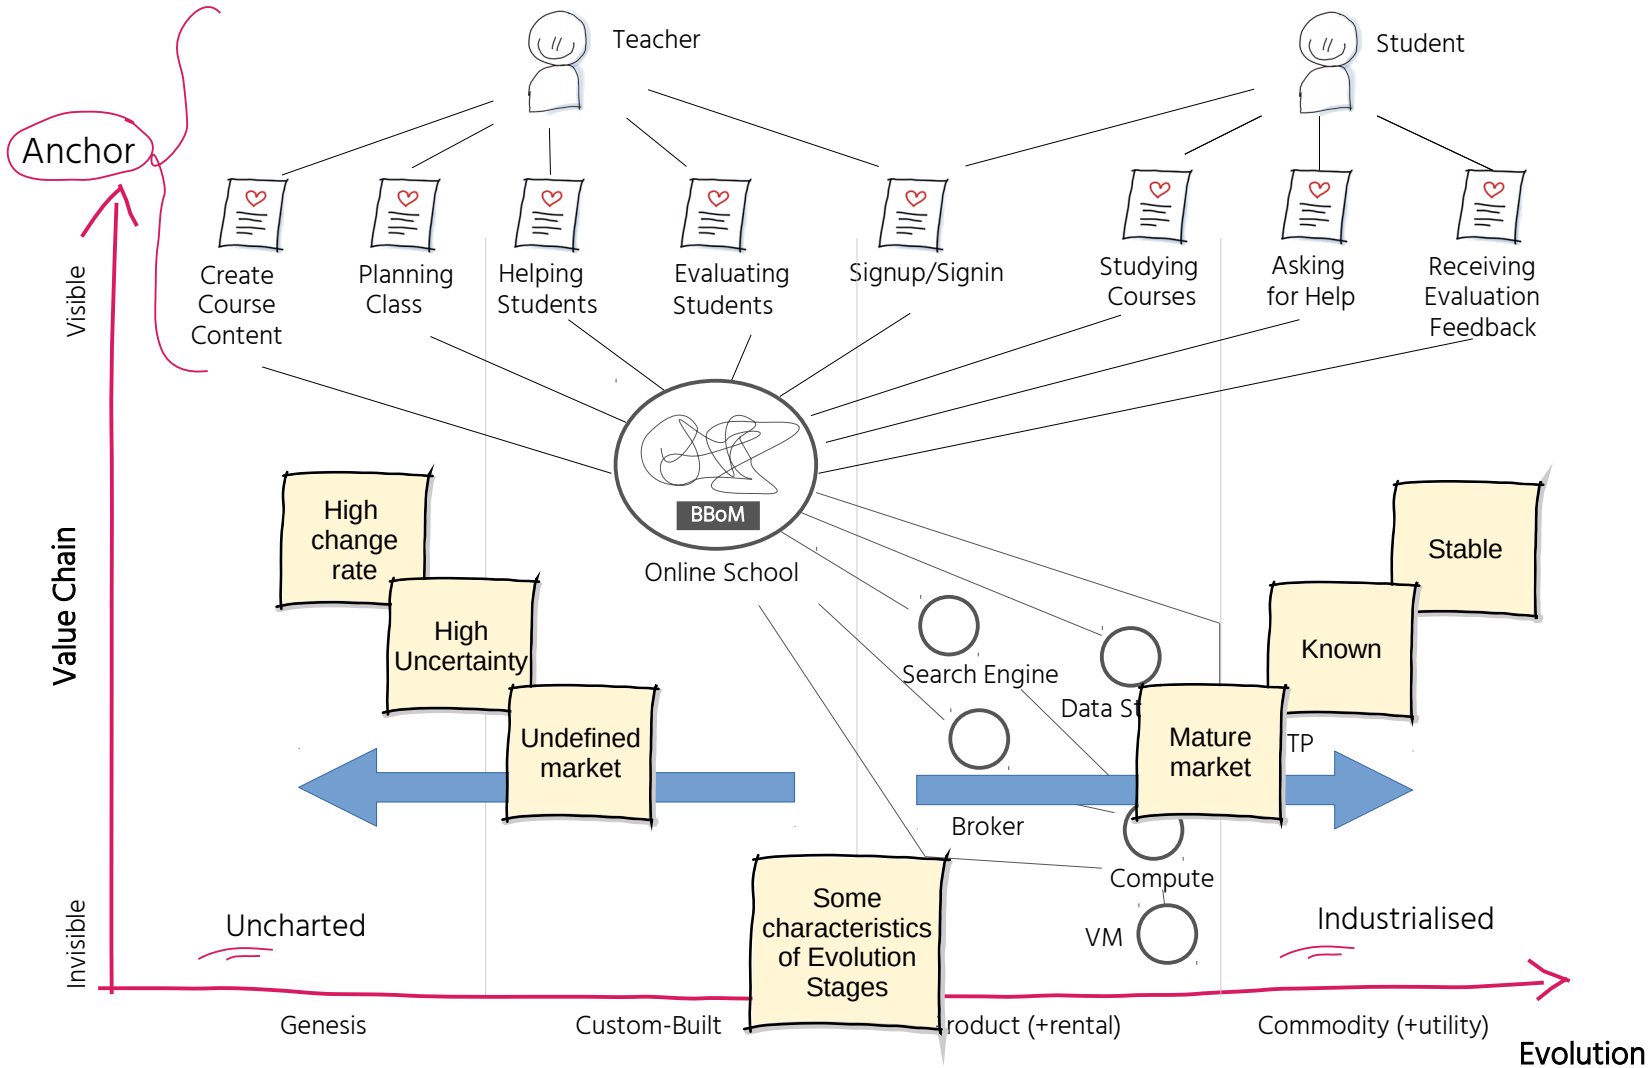 Teacher
Student
Anchor
Create
Course
Content
Planning
Class
Helping
Students
Evaluating
Students
Signup/Signin
Studying
Courses
Asking
for Help
Receiving
Evaluation
Feedback
Visible
Value Chain
Invisible
BBoM
Online School
High
change
rate
High
Uncertainty
Undefined
market
Stable
Known
Mature
market
Search Engine
Data St
TP
Broker
Compute
VM
Some
characteristics
of Evolution
Stages
Uncharted
Industrialised
Genesis
Custom-Built
roduct (+rental)
Commodity (+utility)
Evolution